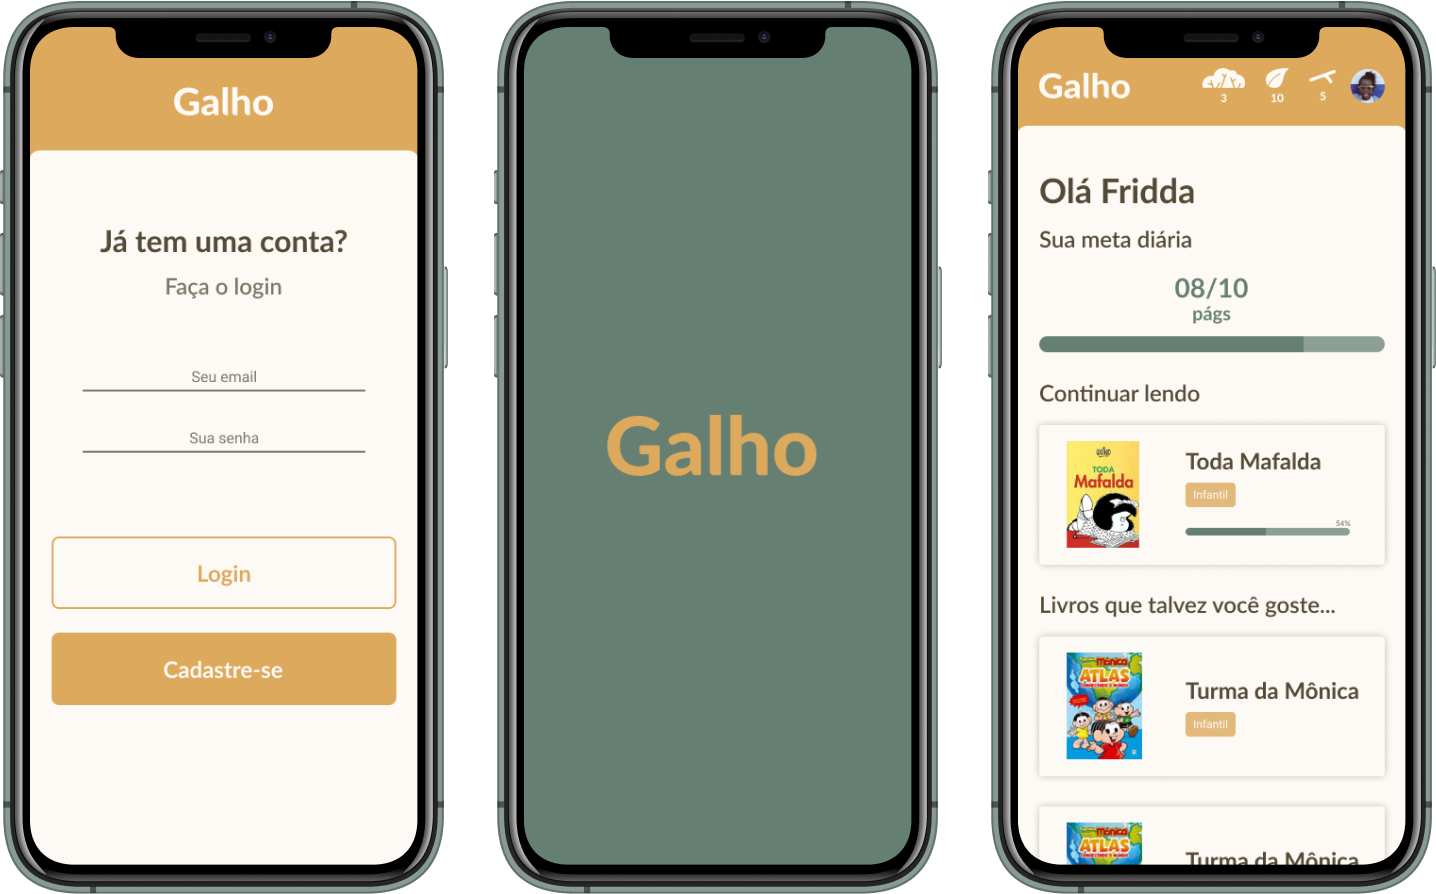 Galho
Já tem uma conta?
Faça o login
Seu email
Sua senha
Login
Cadastre-se
Galho
Galho
3
10
5
Olá Fridda
Sua meta diária
08/10
págs
Continuar lendo
TODA
Mafalda
Toda Mafalda
Infantil
54%
Livros que talvez você goste...
Mônica
ATLAS
Turma da Mônica
Infantil
Mônica
ATLAS
Turma da Mônica